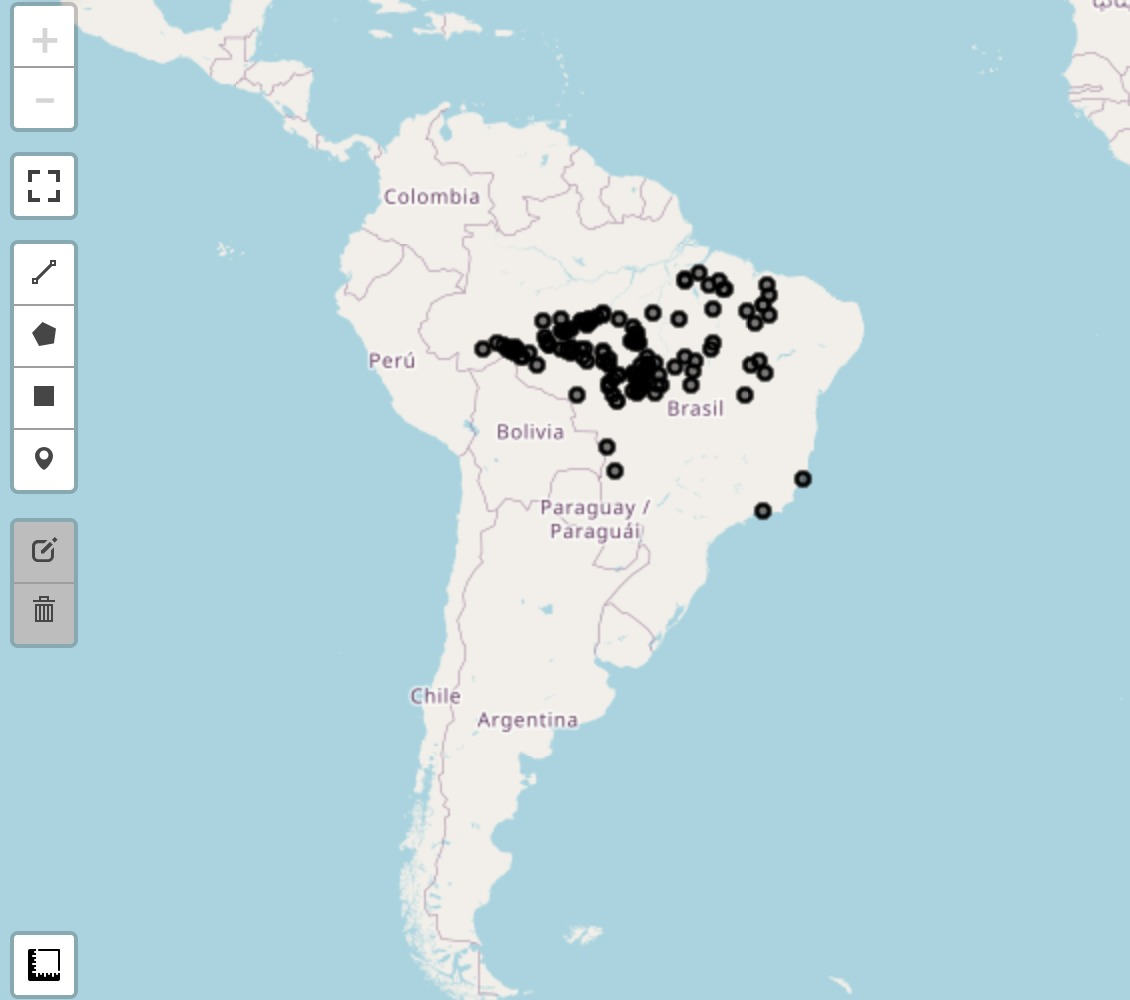 Colombia
Perú
Brasil
Bolivia
Paraguay /
Paraguái
Chile
Argentina